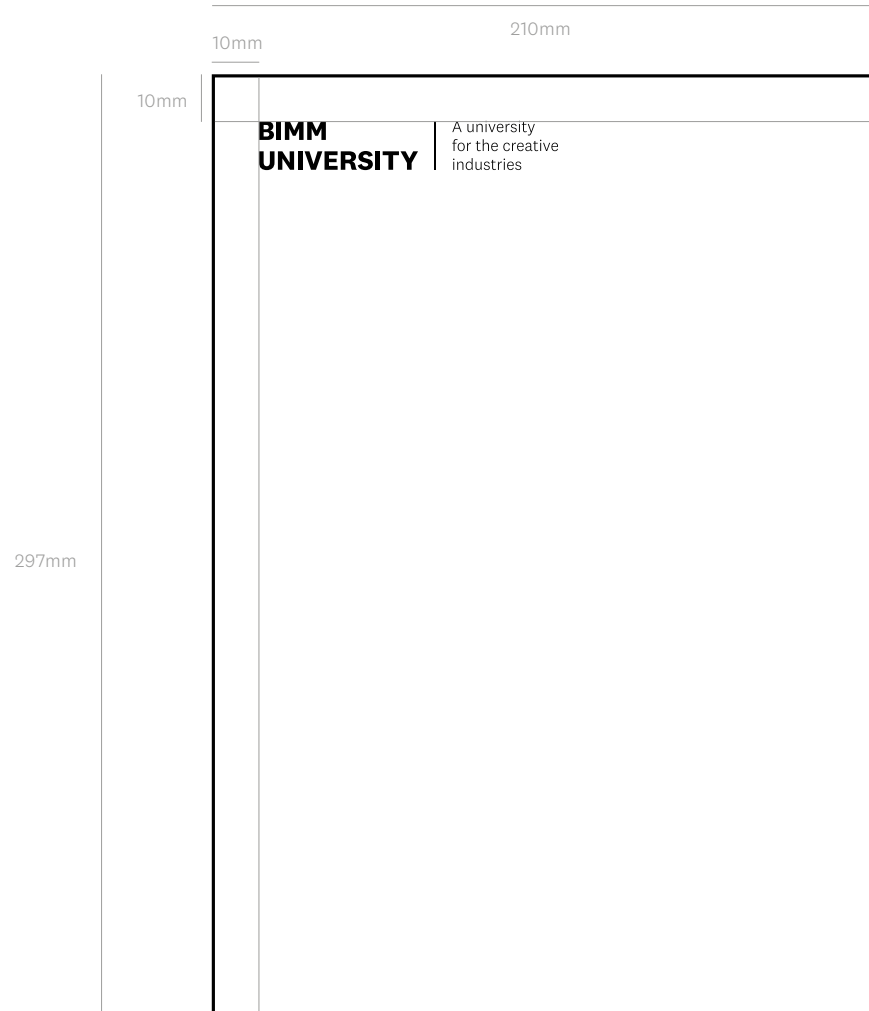 210mm
10mm
10mm
BIMM
UNIVERSITY
A university
for the creative
industries
297mm